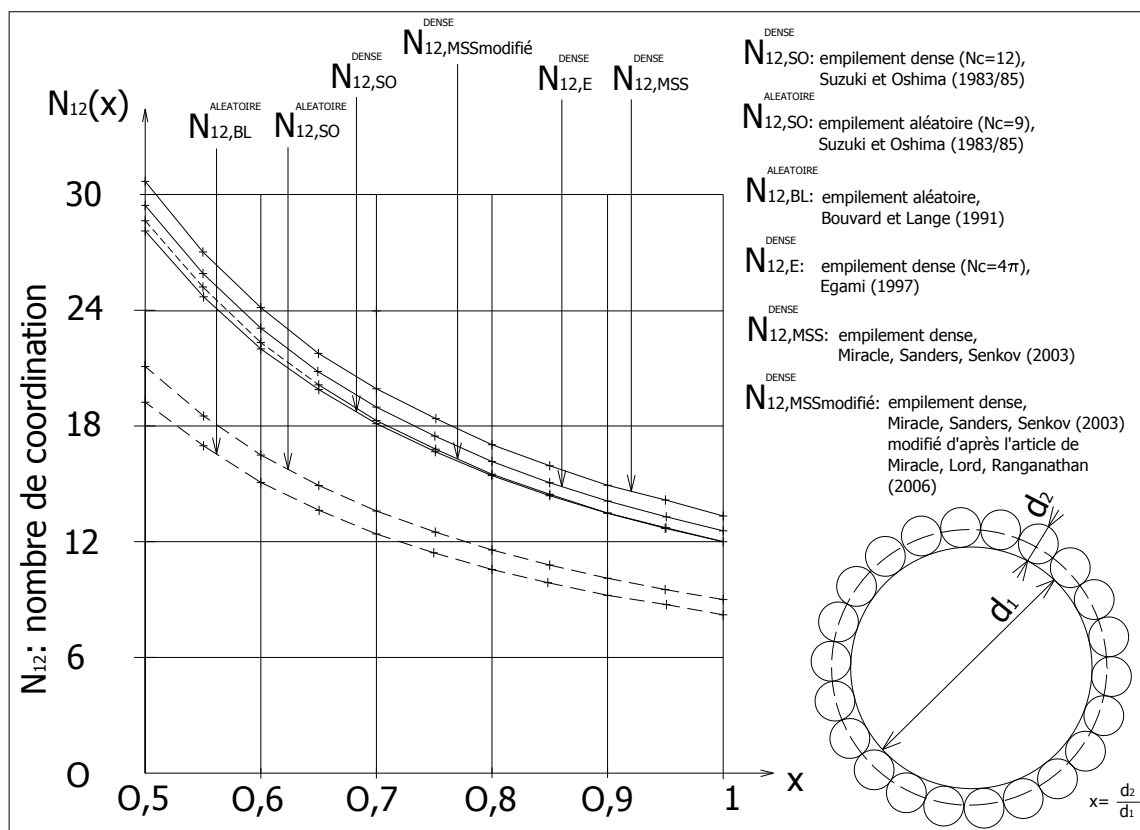 DENSE
N12,MSSmodifié
DENSE
N12,SO
DENSE
N12,E
DENSE
N12,MSS
N12(x)
ALEATOIRE
N12,BL
ALEATOIRE
N12,SO
30
24
18
12
6
O
O,5
O,6
O,7
O,8
O,9
1
x
N12: nombre de coordination
DENSE
N12,SO: empilement dense (Nc=12),
Suzuki et Oshima (1983/85)
ALEATOIRE
N12,SO: empilement aléatoire (Nc=9),
Suzuki et Oshima (1983/85)
ALEATOIRE
N12,BL: empilement aléatoire,
Bouvard et Lange (1991)
DENSE
N12,E: empilement dense (Nc=4π),
Egami (1997)
DENSE
N12,MSS: empilement dense,
Miracle, Sanders, Senkov (2003)
DENSE
N12,MSSmodifié: empilement dense,
Miracle, Sanders, Senkov (2003)
modifié d'après l'article de
Miracle, Lord, Ranganathan
(2006)
d2
d1
x= d2
d1